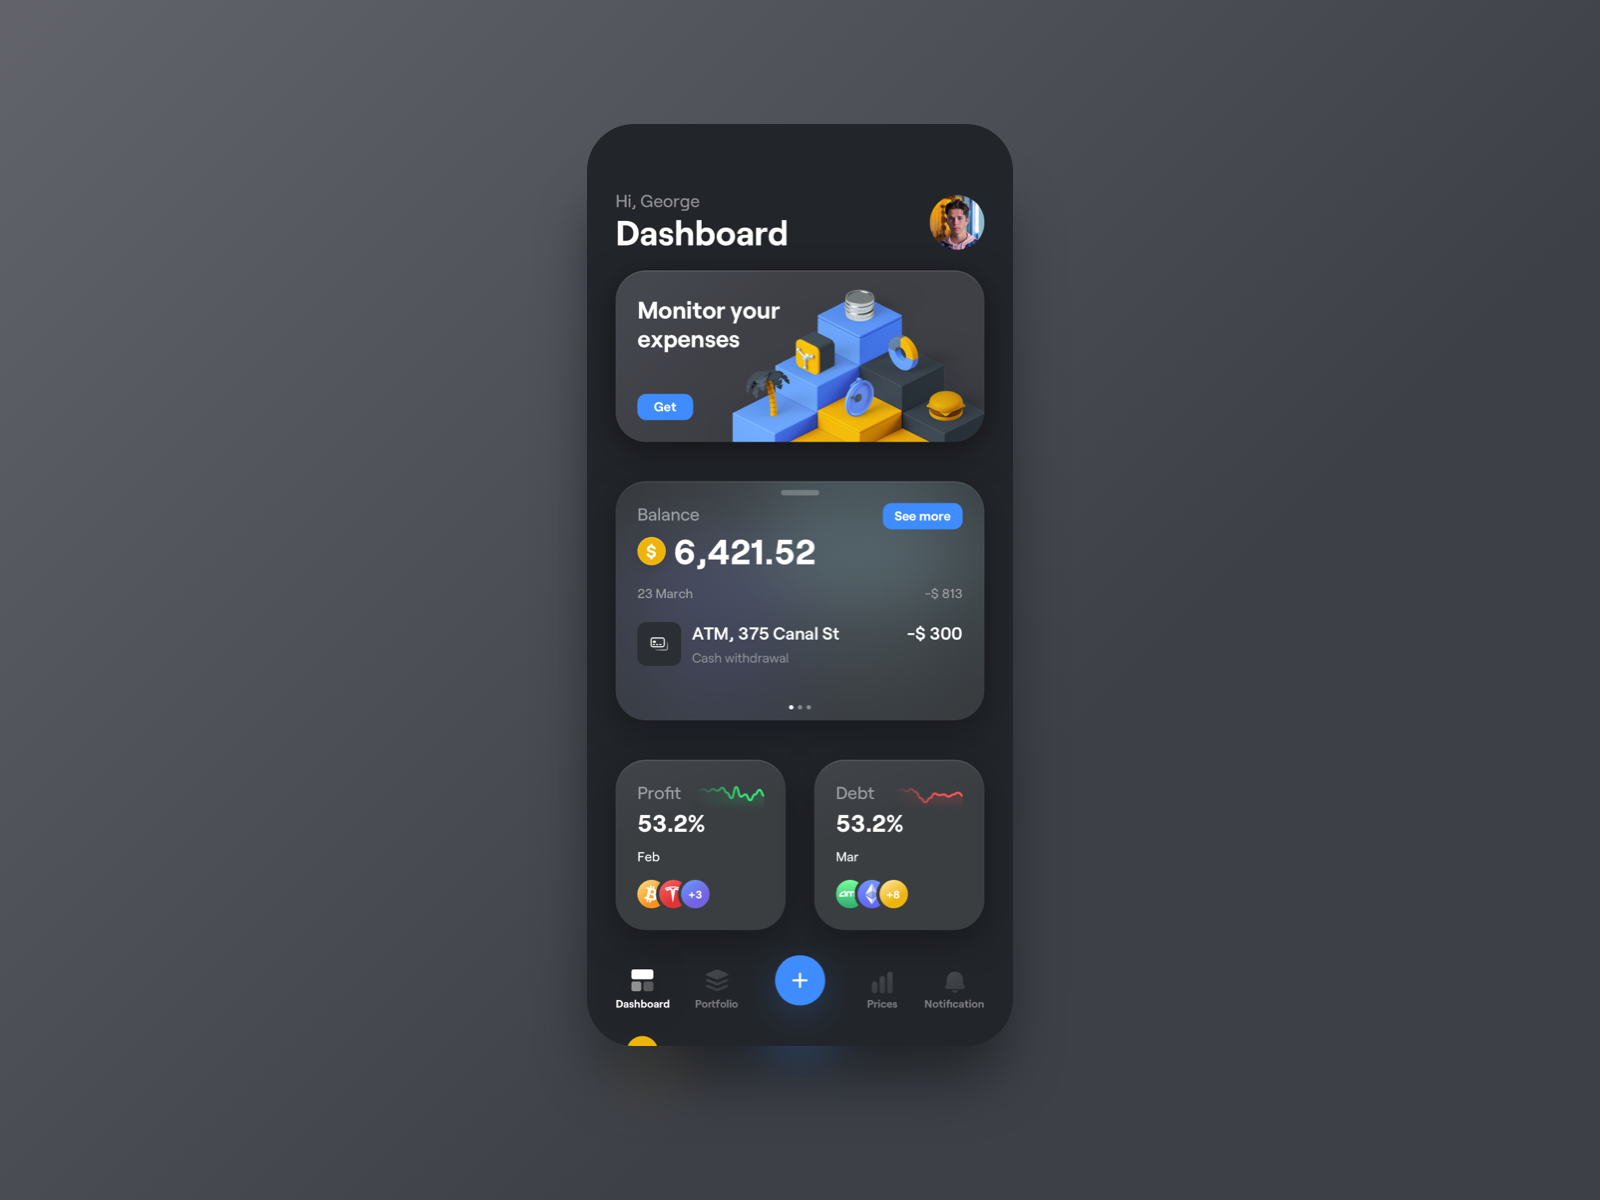 Hi, George
Dashboard
Monitor your
expenses
Get
Balance
See more
$ 6,421.52
23 March
-$ 813
ATM, 375 Canal St
-$ 300
Cash withdrawal
Profit
53.2%
Feb
+3
Debt
53.2%
Mar
+8
Dashboard
Portfolio
+
Prices
Notification